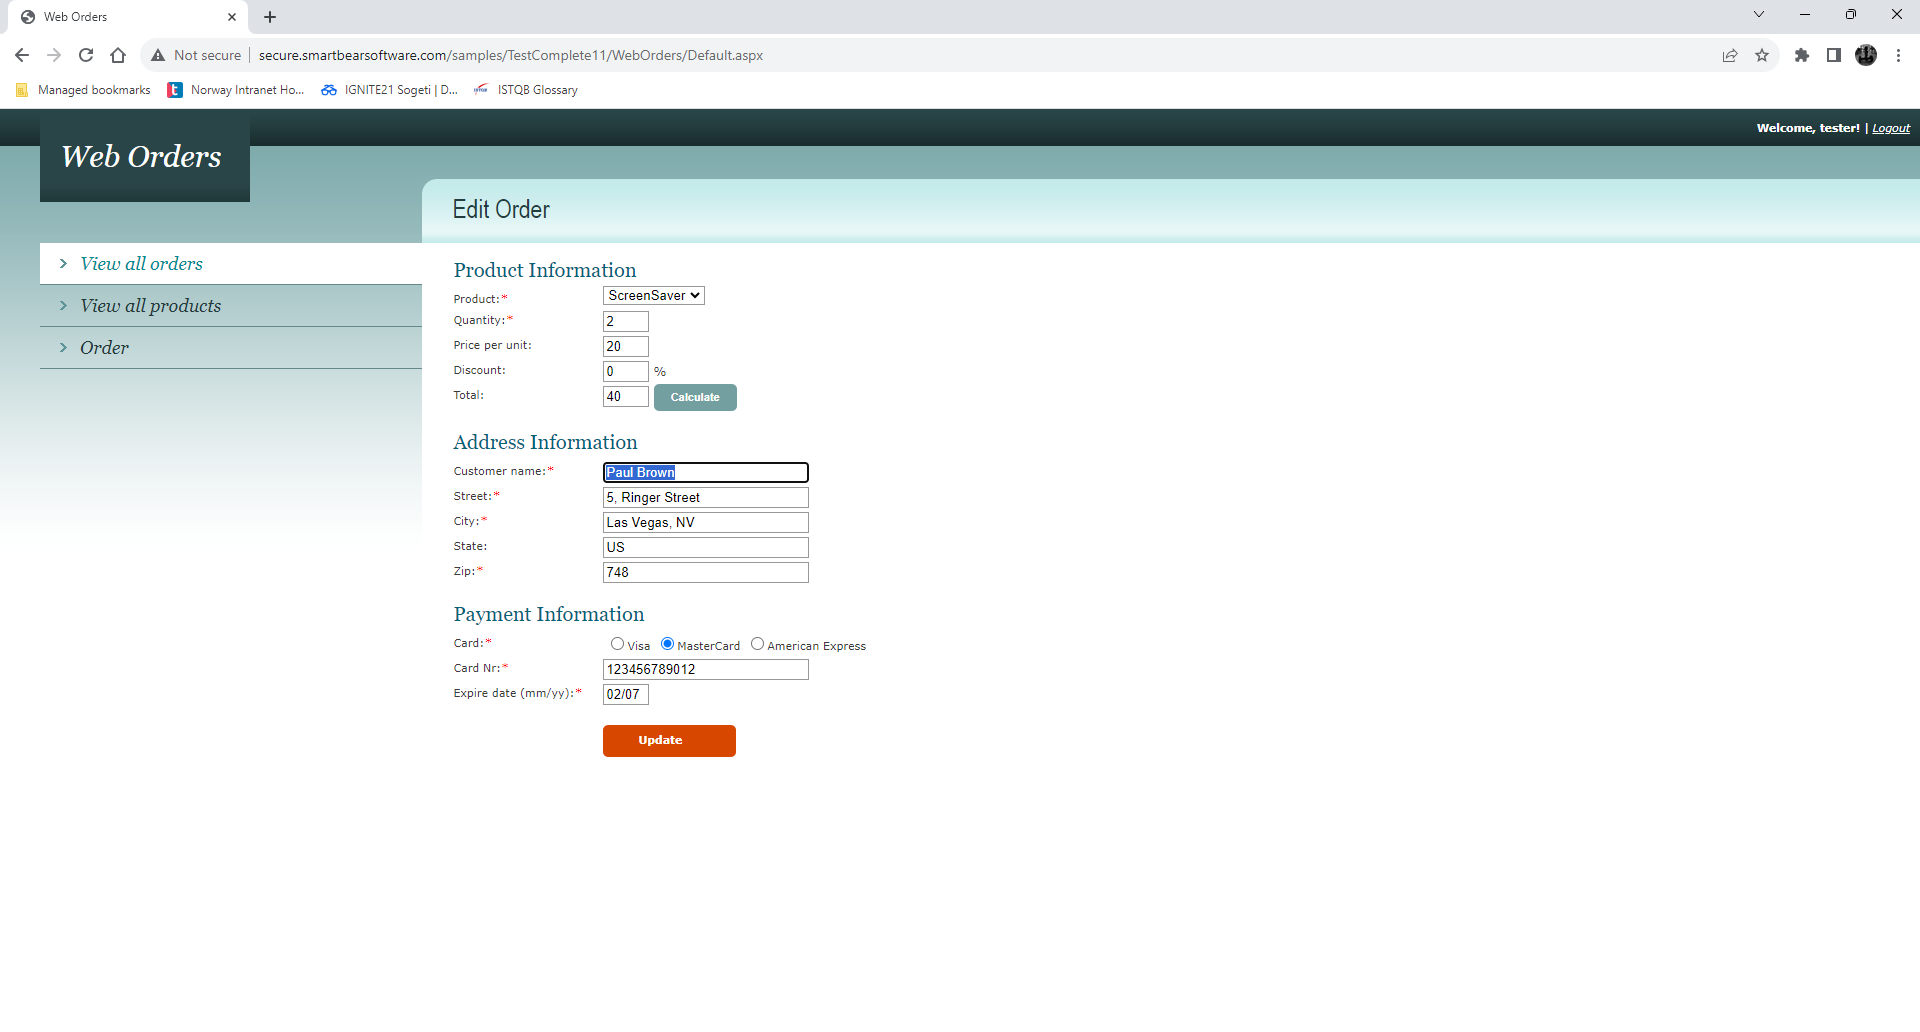 Web Orders
Not secure secure.smartbearsoftware.com/samples/TestComplete11/WebOrders/Default.aspx
Managed bookmarks Norway Intranet Ho... IGNITE21 Sogeti | D... ISTQB Glossary
Welcome, tester! | Logout
Web Orders
Edit Order
View all orders
View all products
Order
Product Information
Product:* ScreenSaver
Quantity:* 2
Price per unit: 20
Discount: 0 %
Total: 40 Calculate
Address Information
Customer name:* Paul Brown
Street:* 5, Ringer Street
City:* Las Vegas, NV
State: US
Zip:* 748
Payment Information
Card:* Visa MasterCard American Express
Card Nr:* 123456789012
Expire date (mm/yy):* 02/07
Update